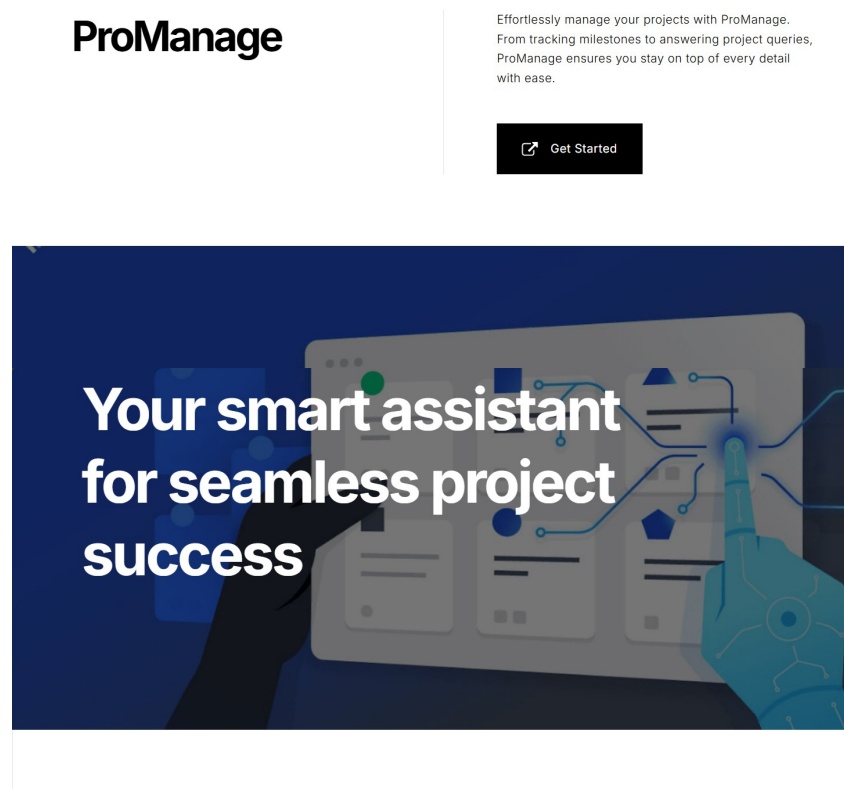 ProManage
Effortlessly manage your projects with ProManage.
From tracking milestones to answering project queries,
ProManage ensures you stay on top of every detail
with ease.
Get Started
Your smart assistant
for seamless project
success